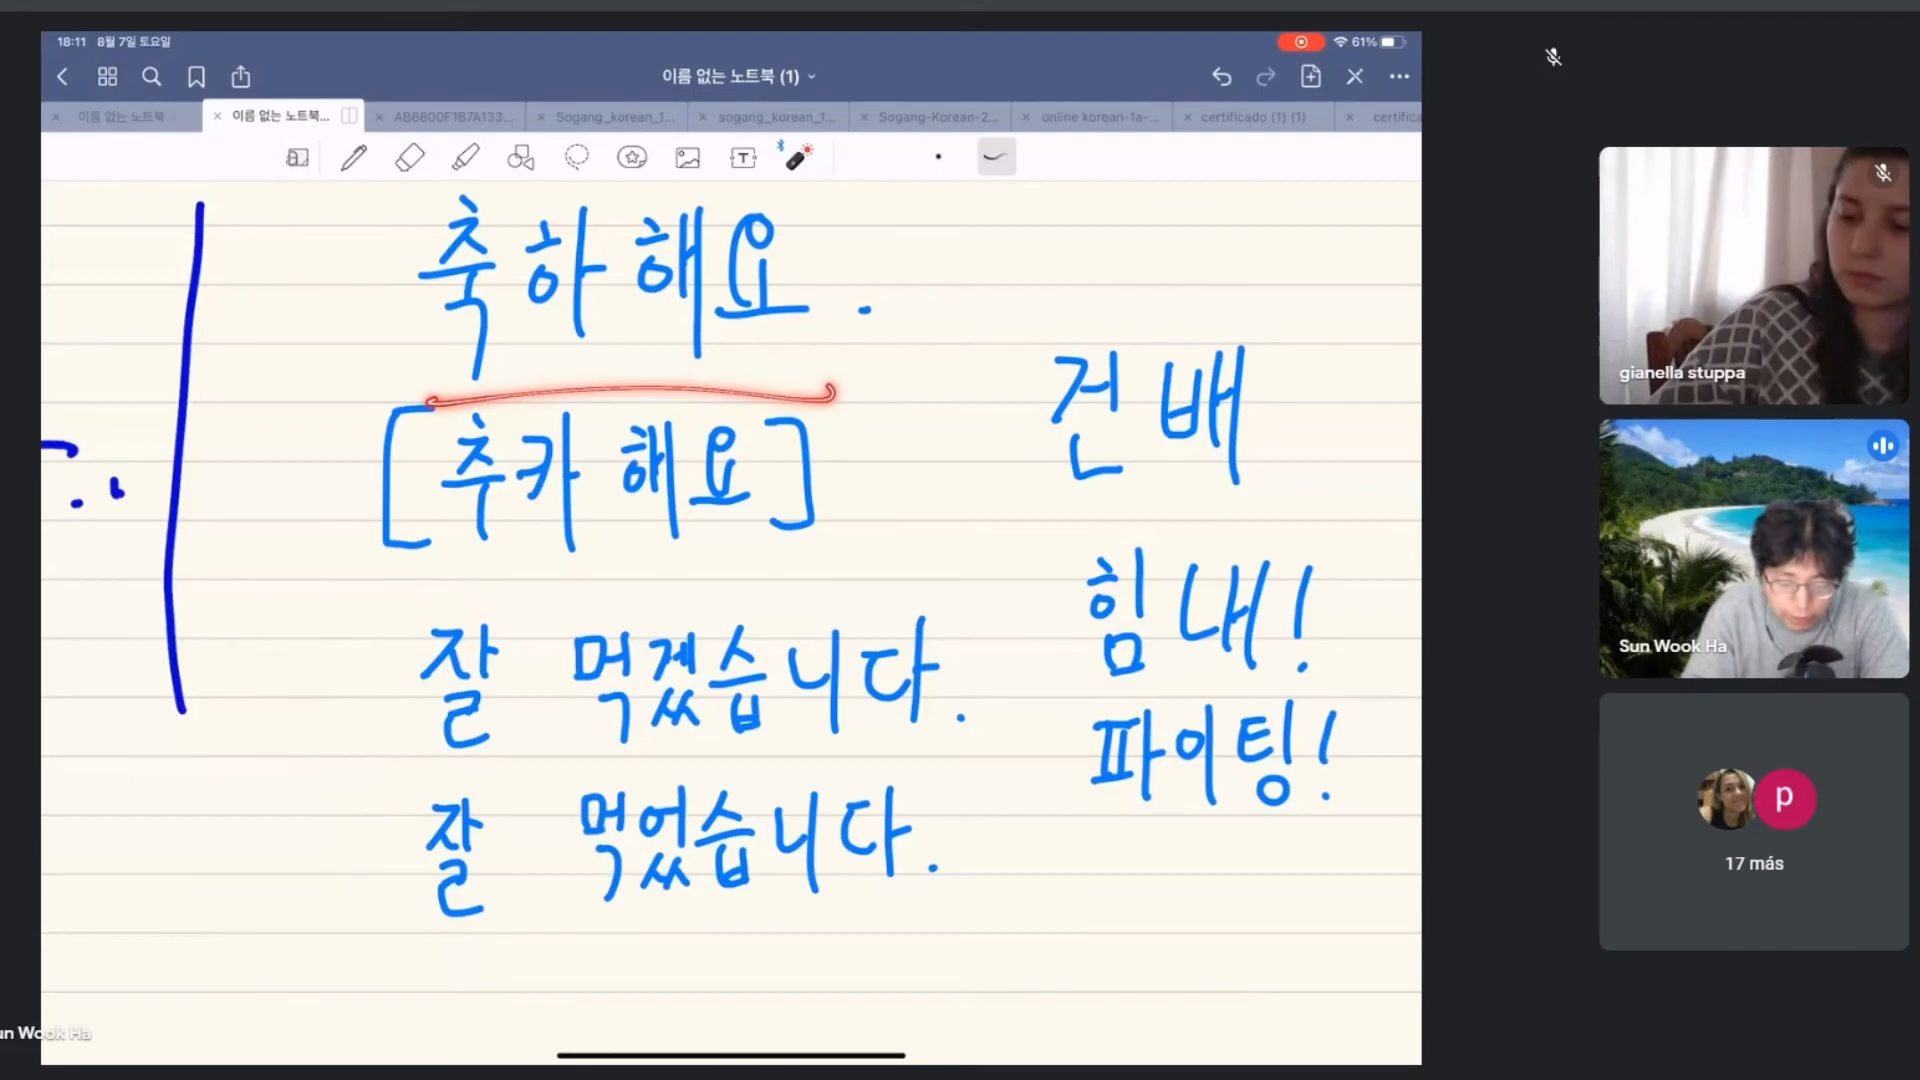 18:11 8월 7일 토요일
61%
이름 없는 노트북 (1)
이름 없는 노트북
이름 없는 노트북...
AB6800F1B7A133...
Sogang_korean_1...
sogang_korean_1...
Sogang-Korean-2...
online korean-1a-...
certificado (1) (1)
certifica
축하해요.
[추카해요]
잘 먹겠습니다.
잘 먹었습니다.
건배
힘내!
파이팅!
gianella stuppa
Sun Wook Ha
p
17 más
un Wook Ha